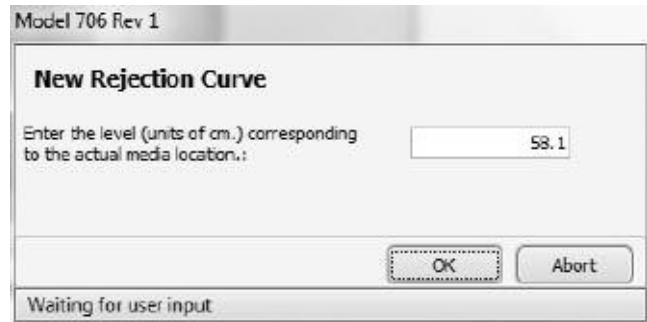 Model 706 Rev 1
New Rejection Curve
Enter the level (units of cm.) corresponding
to the actual media location.:
58.1
OK
Abort
Waiting for user input